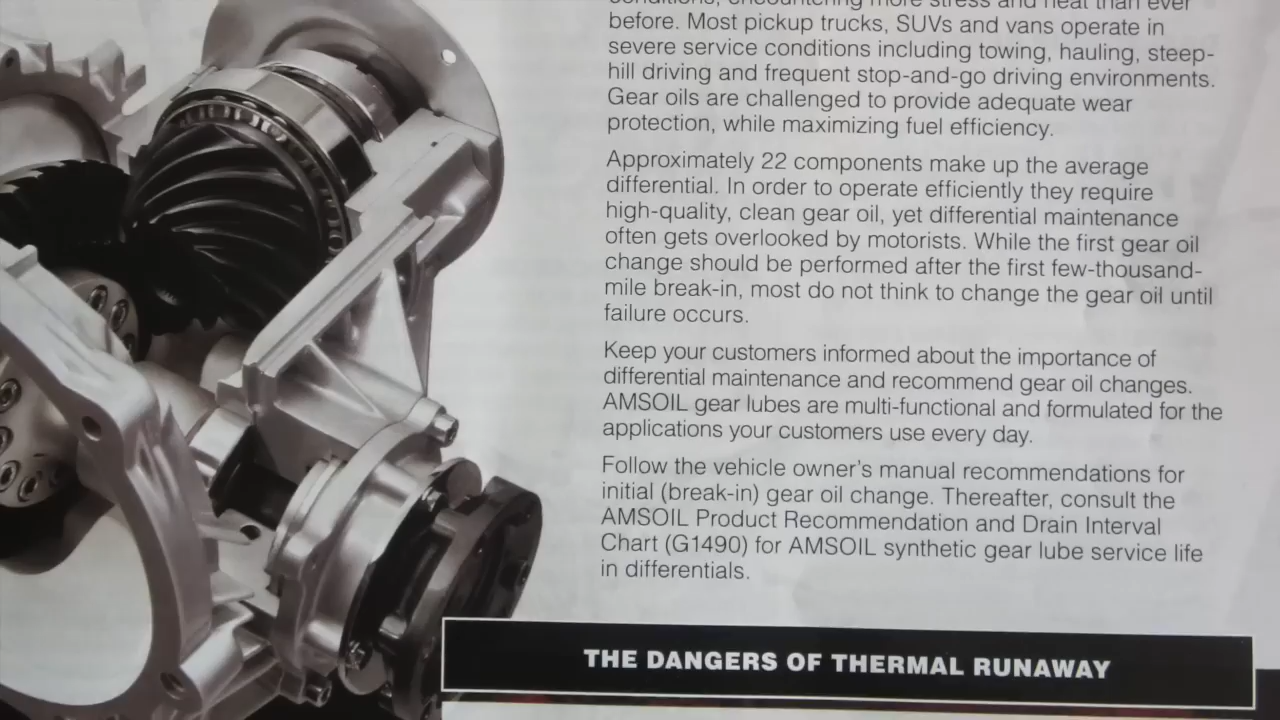 conditions, encountering more stress and heat than ever
before. Most pickup trucks, SUVs and vans operate in
severe service conditions including towing, hauling, steep-
hill driving and frequent stop-and-go driving environments.
Gear oils are challenged to provide adequate wear
protection, while maximizing fuel efficiency.
Approximately 22 components make up the average
differential. In order to operate efficiently they require
high-quality, clean gear oil, yet differential maintenance
often gets overlooked by motorists. While the first gear oil
change should be performed after the first few-thousand-
mile break-in, most do not think to change the gear oil until
failure occurs.
Keep your customers informed about the importance of
differential maintenance and recommend gear oil changes.
AMSOIL gear lubes are multi-functional and formulated for the
applications your customers use every day.
Follow the vehicle owner's manual recommendations for
initial (break-in) gear oil change. Thereafter, consult the
AMSOIL Product Recommendation and Drain Interval
Chart (G1490) for AMSOIL synthetic gear lube service life
in differentials.
THE DANGERS OF THERMAL RUNAWAY